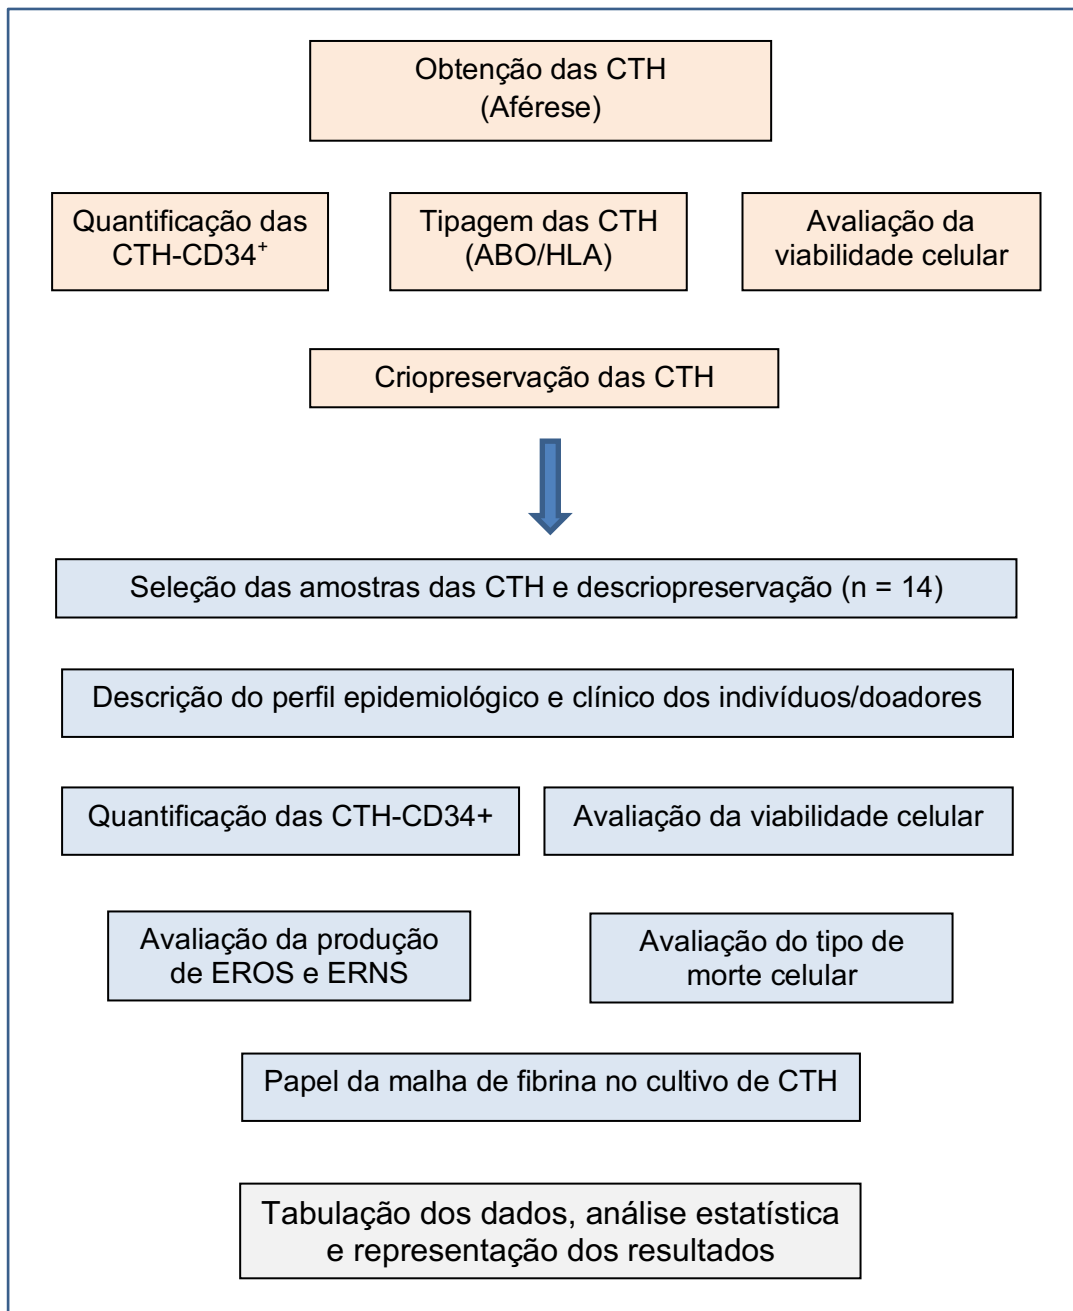 Obtenção das CTH
(Aférese)
Quantificação das
CTH-CD34⁺
Tipagem das CTH
(ABO/HLA)
Avaliação da
viabilidade celular
Criopreservação das CTH
Seleção das amostras das CTH e descriopreservação (n = 14)
Descrição do perfil epidemiológico e clínico dos indivíduos/doadores
Quantificação das CTH-CD34+
Avaliação da viabilidade celular
Avaliação da produção
de EROS e ERNS
Avaliação do tipo de
morte celular
Papel da malha de fibrina no cultivo de CTH
Tabulação dos dados, análise estatística
e representação dos resultados